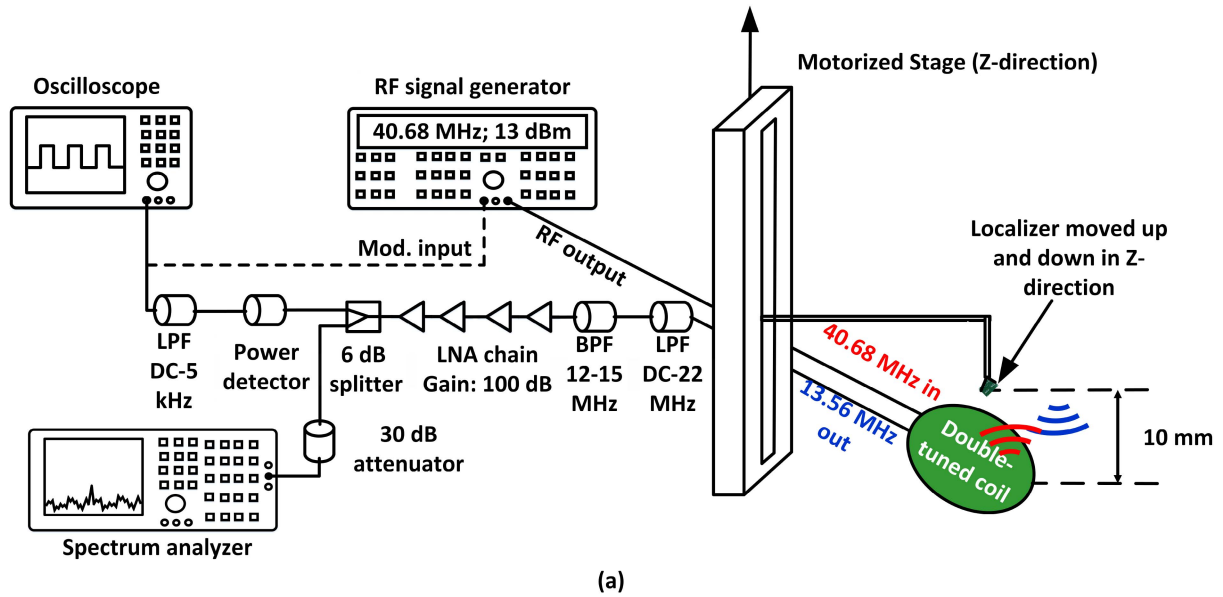 Oscilloscope
RF signal generator
40.68 MHz; 13 dBm
Motorized Stage (Z-direction)
Mod. input
RF output
Localizer moved up
and down in Z-
direction
LPF
DC-5
kHz
Power
detector
6 dB
splitter
LNA chain
Gain: 100 dB
BPF
12-15
MHz
LPF
DC-22
MHz
40.68 MHz in
13.56 MHz
out
Double-
tuned coil
10 mm
30 dB
attenuator
Spectrum analyzer
(a)